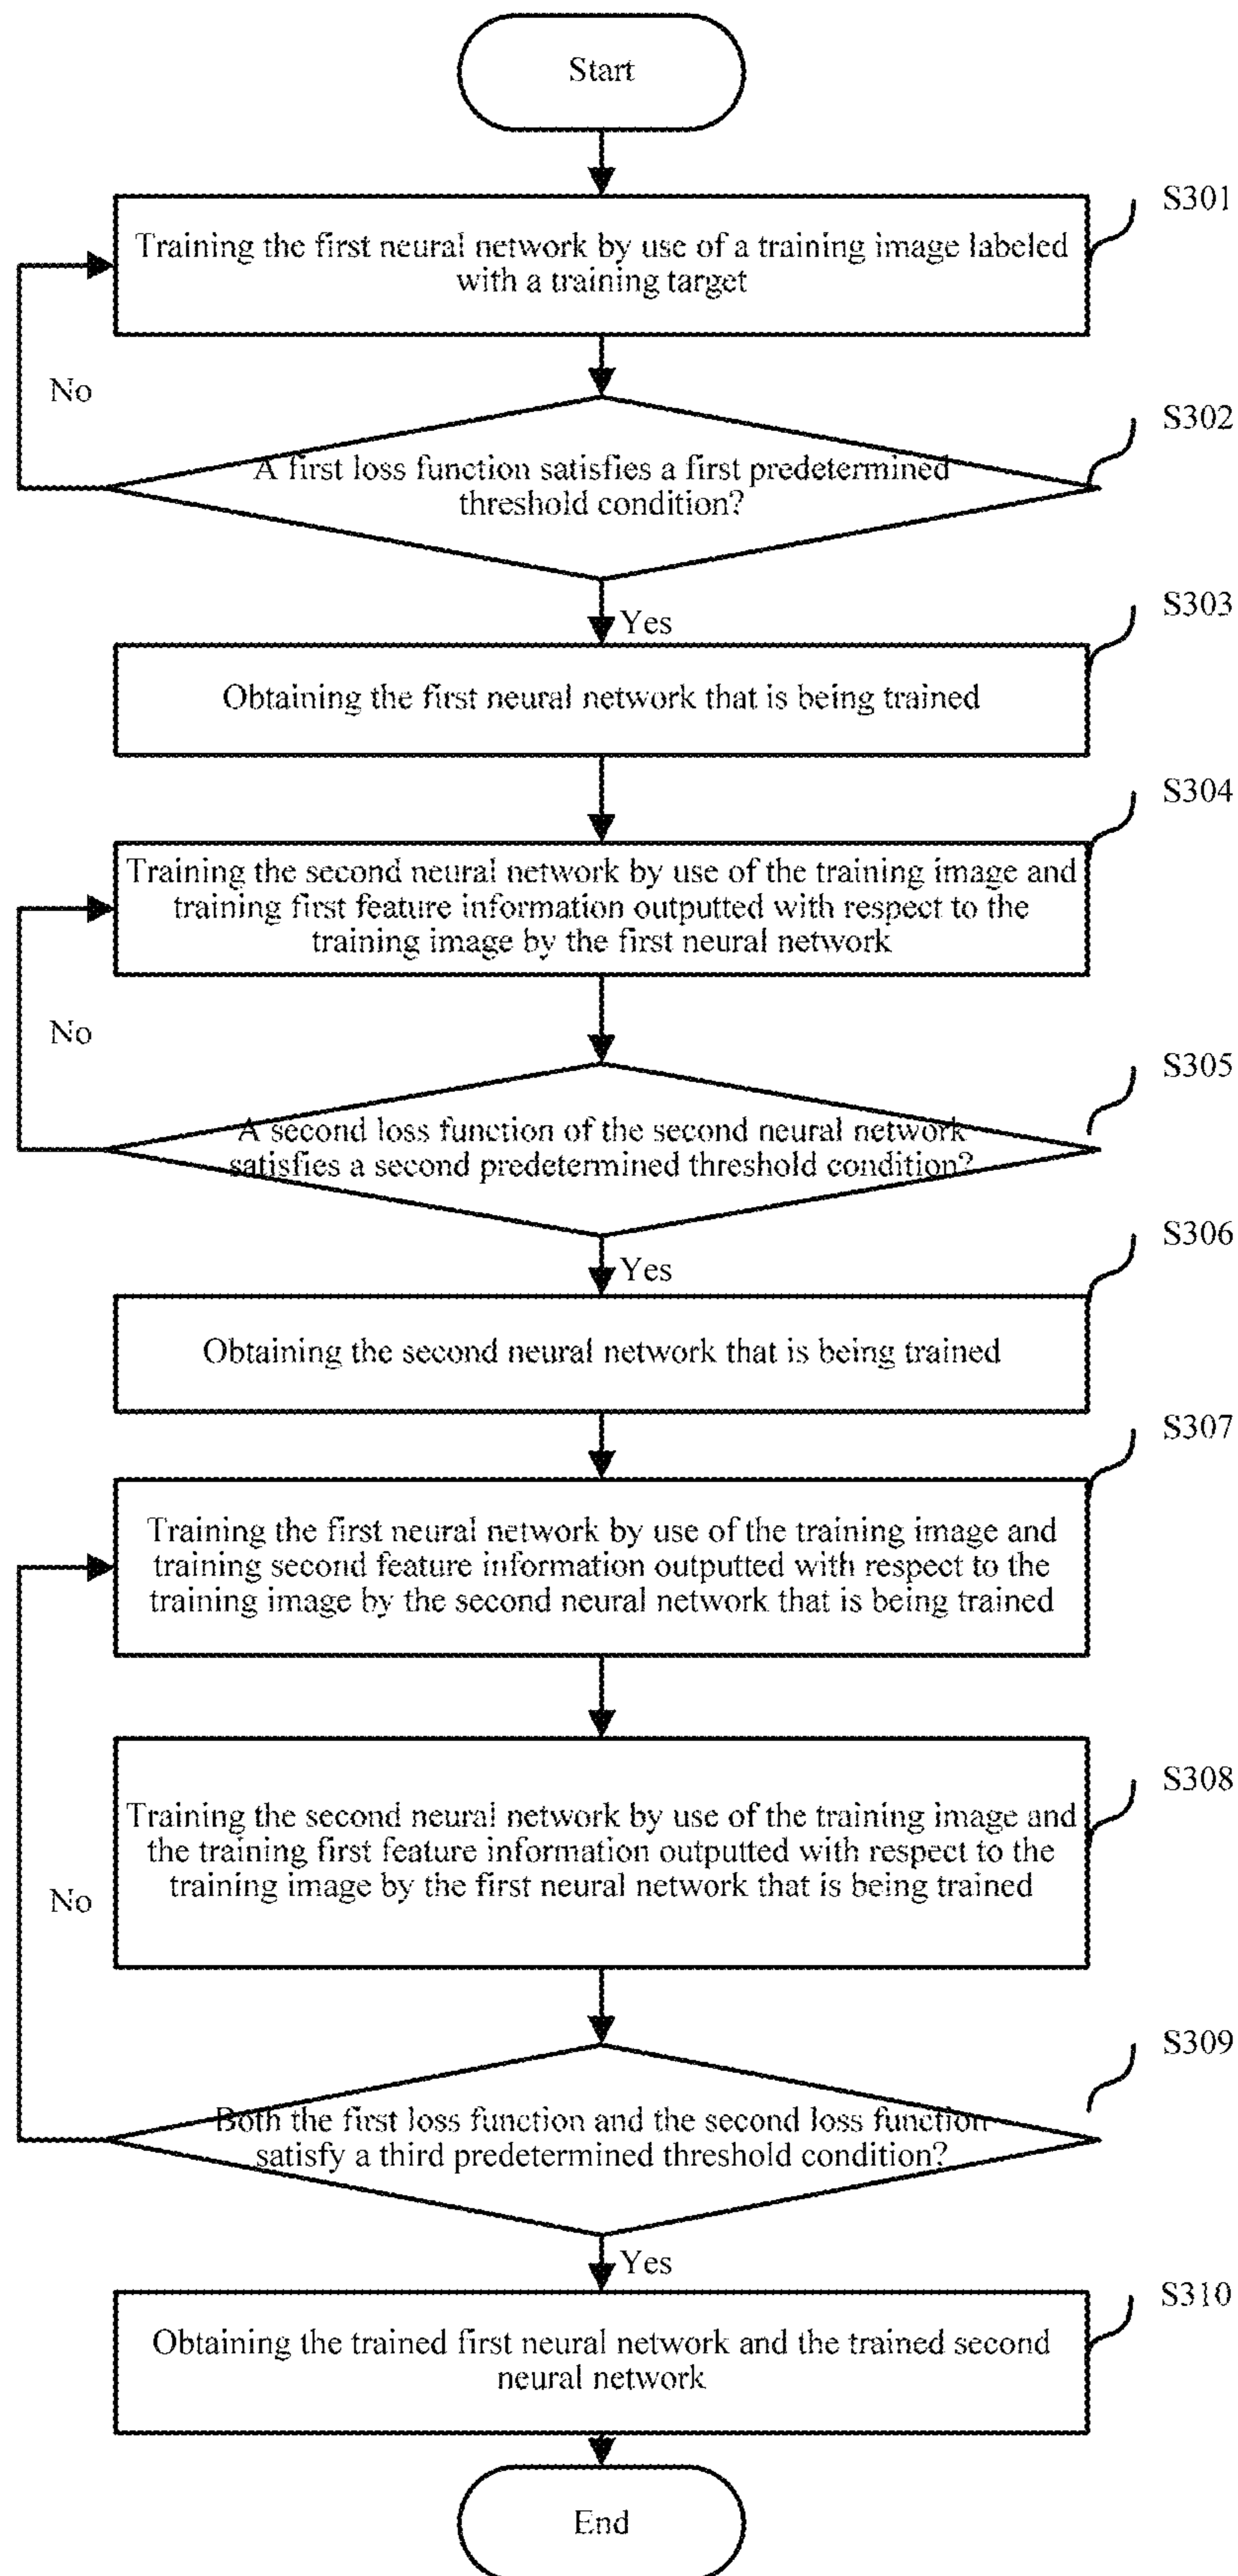 Start
S301
Training the first neural network by use of a training image labeled
with a training target
No
S302
A first loss function satisfies a first predetermined
threshold condition?
Yes
S303
Obtaining the first neural network that is being trained
S304
Training the second neural network by use of the training image and
training first feature information outputted with respect to the
training image by the first neural network
No
S305
A second loss function of the second neural network
satisfies a second predetermined threshold condition?
Yes
S306
Obtaining the second neural network that is being trained
S307
Training the first neural network by use of the training image and
training second feature information outputted with respect to the
training image by the second neural network that is being trained
S308
Training the second neural network by use of the training image and
the training first feature information outputted with respect to the
training image by the first neural network that is being trained
No
S309
Both the first loss function and the second loss function
satisfy a third predetermined threshold condition?
Yes
S310
Obtaining the trained first neural network and the trained second
neural network
End